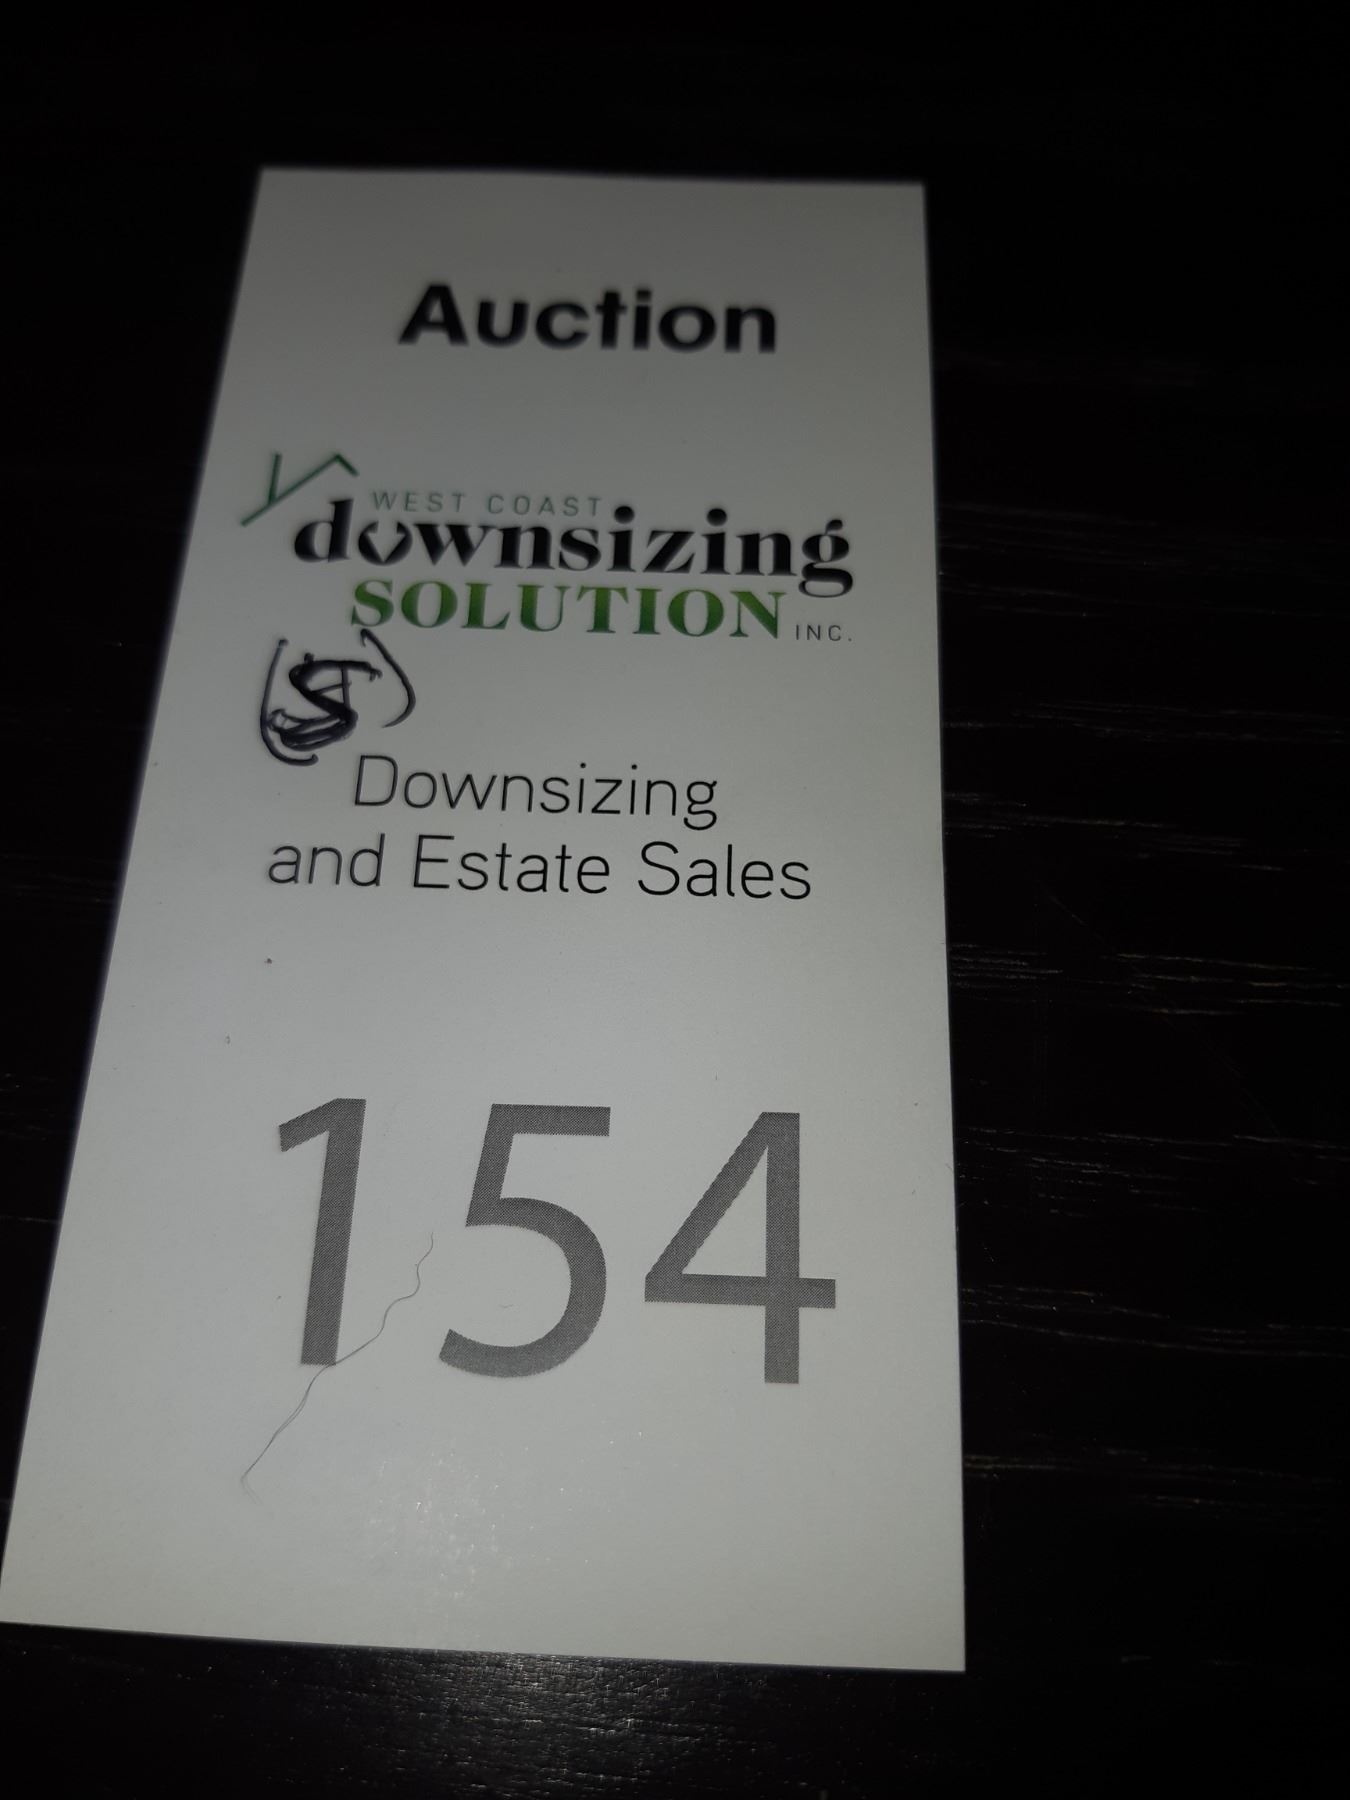 Auction
WEST COAST
downsizing
SOLUTION INC.
Downsizing
and Estate Sales
154